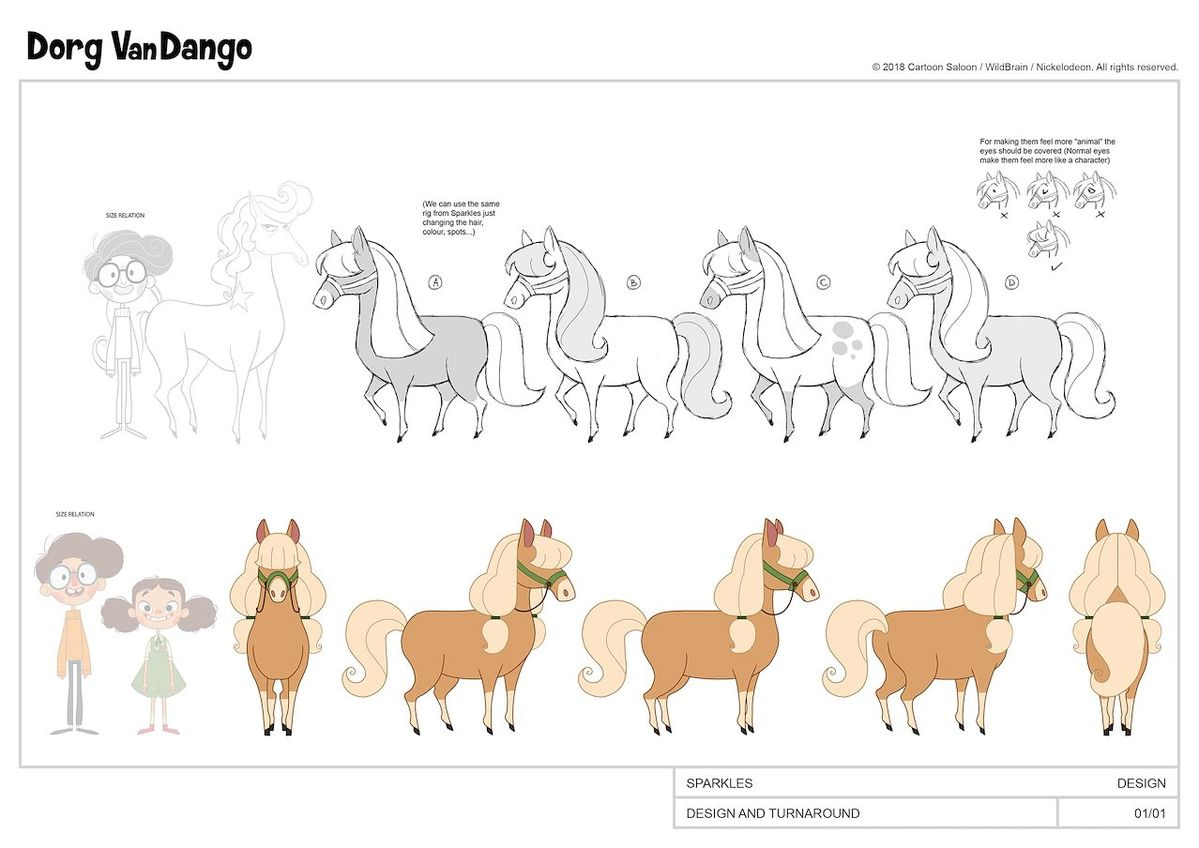 Dorg VanDango
© 2018 Cartoon Saloon / WildBrain / Nickelodeon. All rights reserved.
For making them feel more "animal" the
eyes should be covered (Normal eyes
make them feel more like a character)
SIZE RELATION
(We can use the same
rig from Sparkles just
changing the hair,
colour, spots...)
A
B
C
D
SIZE RELATION
SPARKLES
DESIGN
DESIGN AND TURNAROUND
01/01